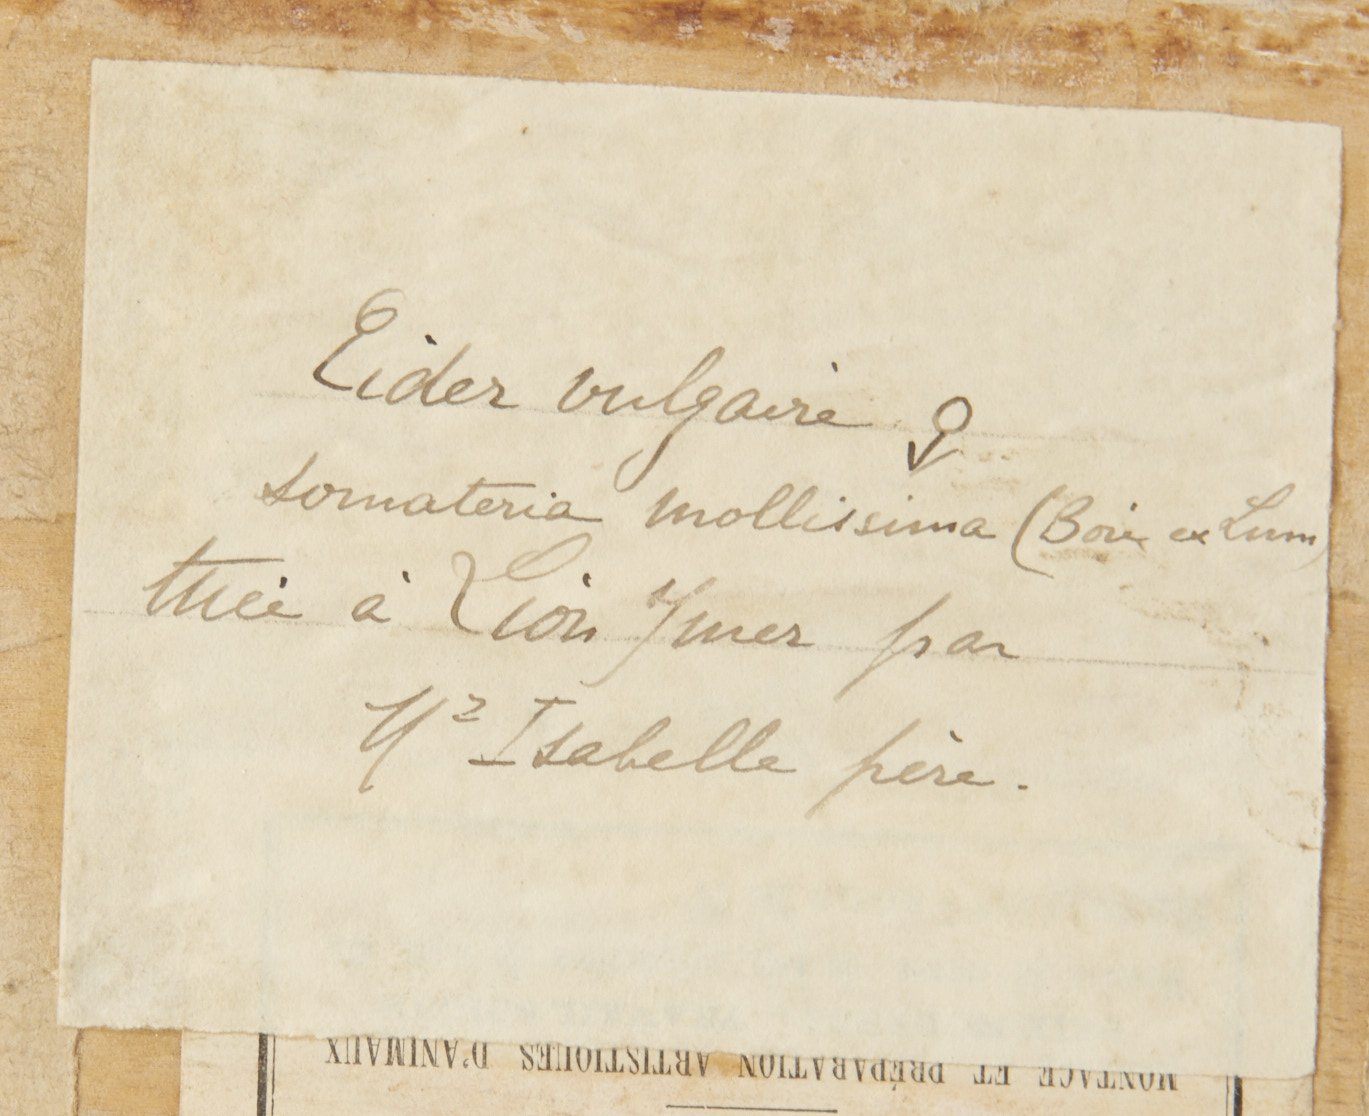 Eider vulgaire ♀
somateria mollissima (Boie ex Linn)
tuée à Lion s/mer par
Mr Isabelle père.
MONTAGE ET PRÉPARATION ARTISTIQUES D'ANIMAUX